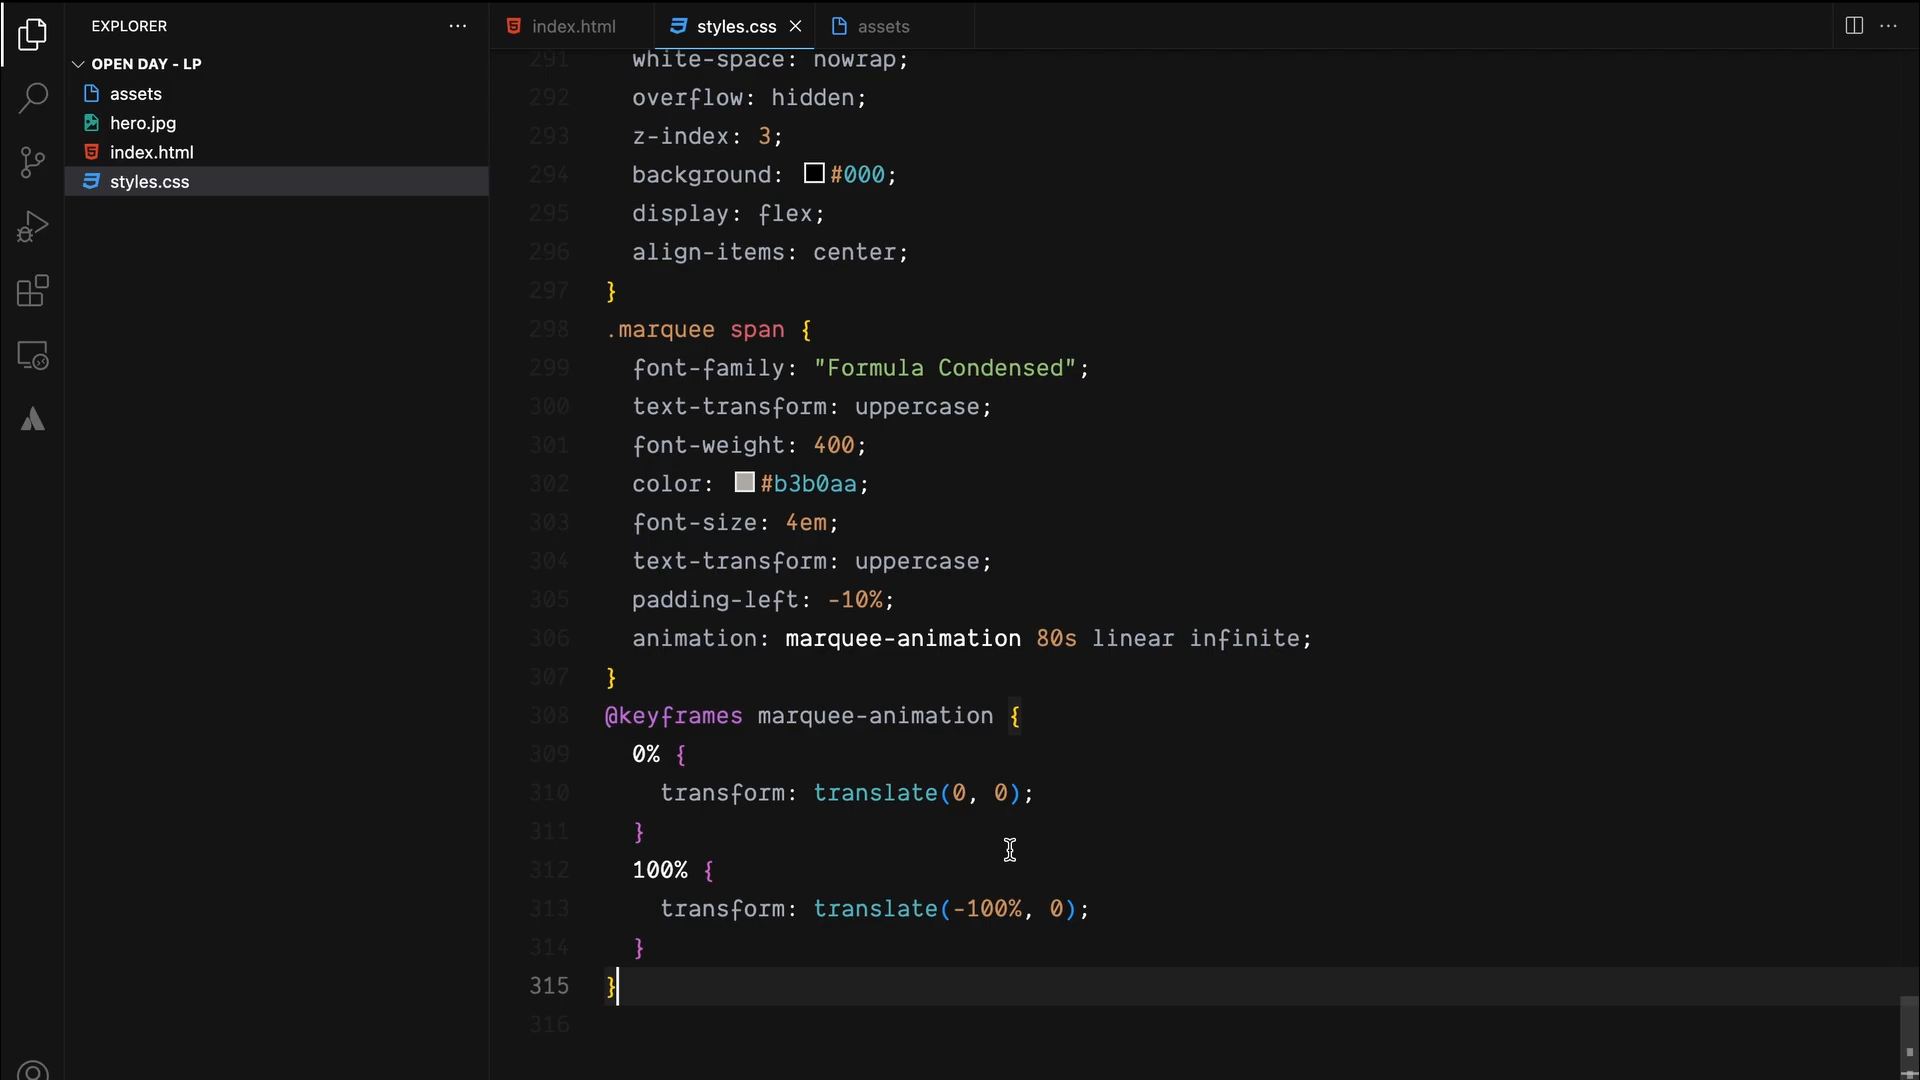 EXPLORER
OPEN DAY - LP
assets
hero.jpg
index.html
styles.css
index.html
styles.css
assets
291 white-space: nowrap;
292 overflow: hidden;
293 z-index: 3;
294 background: #000;
295 display: flex;
296 align-items: center;
297 }
298 .marquee span {
299 font-family: "Formula Condensed";
300 text-transform: uppercase;
301 font-weight: 400;
302 color: #b3b0aa;
303 font-size: 4em;
304 text-transform: uppercase;
305 padding-left: -10%;
306 animation: marquee-animation 80s linear infinite;
307 }
308 @keyframes marquee-animation {
309 0% {
310 transform: translate(0, 0);
311 }
312 100% {
313 transform: translate(-100%, 0);
314 }
315 }
316